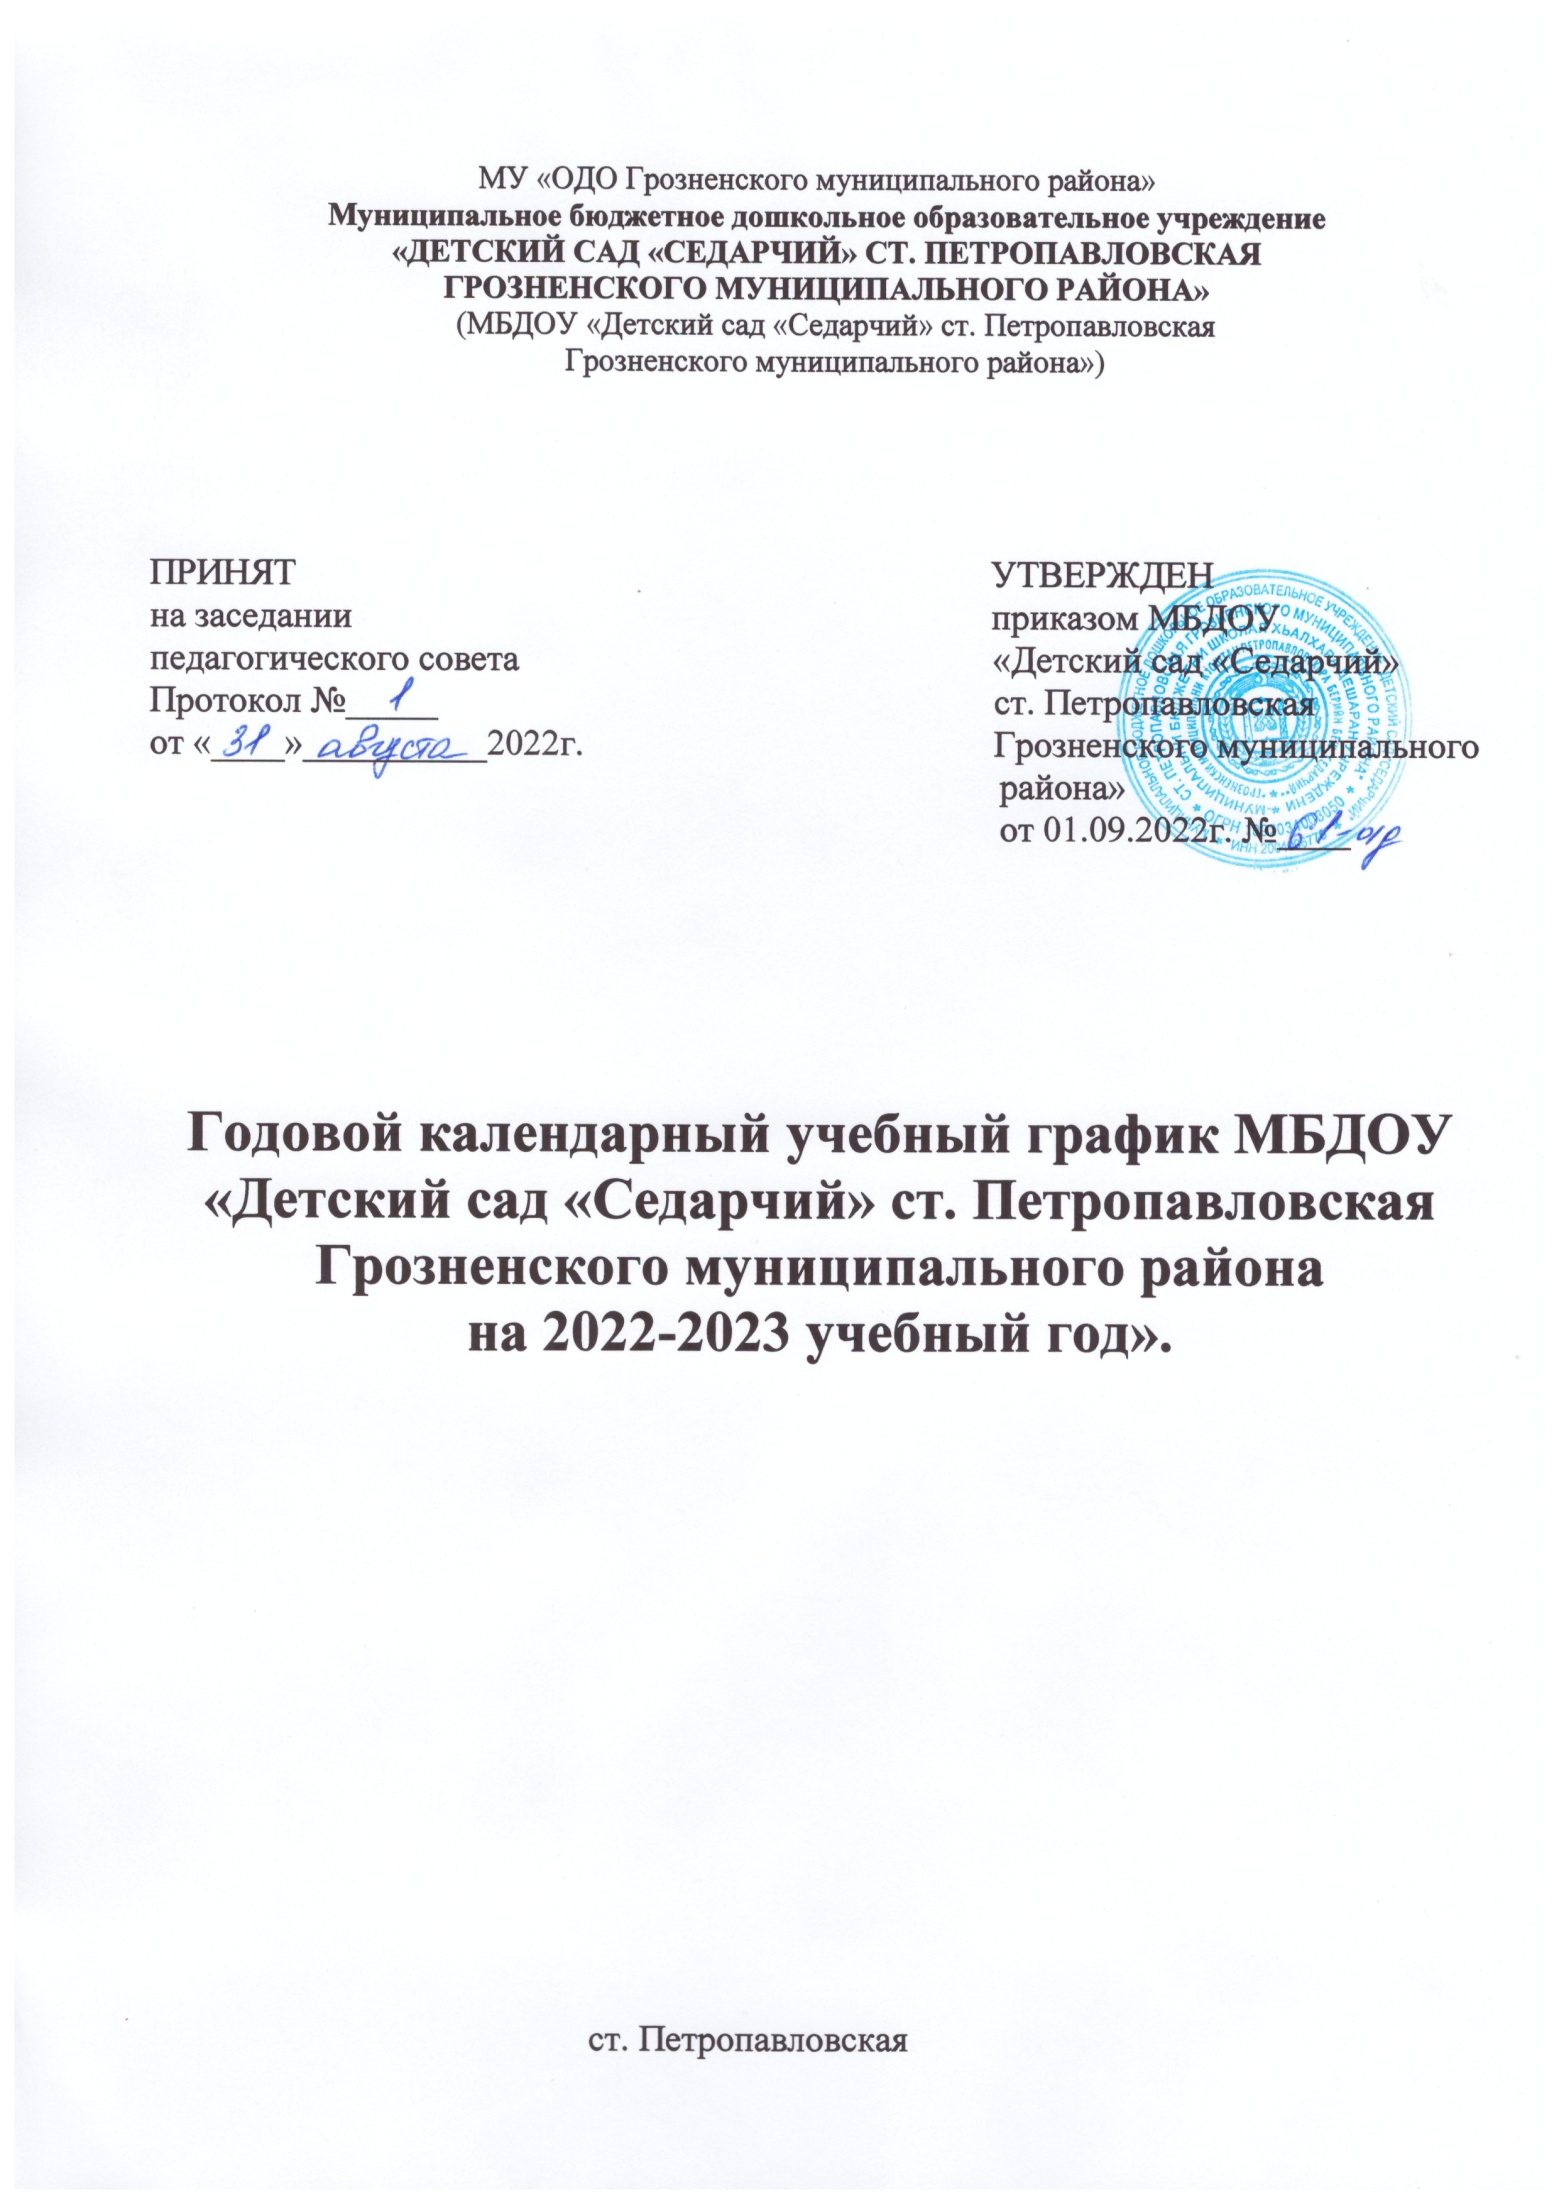 МУ «ОДО Грозненского муниципального района»
Муниципальное бюджетное дошкольное образовательное учреждение
«ДЕТСКИЙ САД «СЕДАРЧИЙ» СТ. ПЕТРОПАВЛОВСКАЯ
ГРОЗНЕНСКОГО МУНИЦИПАЛЬНОГО РАЙОНА»
(МБДОУ «Детский сад «Седарчий» ст. Петропавловская
Грозненского муниципального района»)
ПРИНЯТ
на заседании
педагогического совета
Протокол № 1
от «31» августа 2022г.
УТВЕРЖДЕН
приказом МБДОУ
«Детский сад «Седарчий»
ст. Петропавловская
Грозненского муниципального
района»
от 01.09.2022г. №
Годовой календарный учебный график МБДОУ
«Детский сад «Седарчий» ст. Петропавловская
Грозненского муниципального района
на 2022-2023 учебный год».
ст. Петропавловская